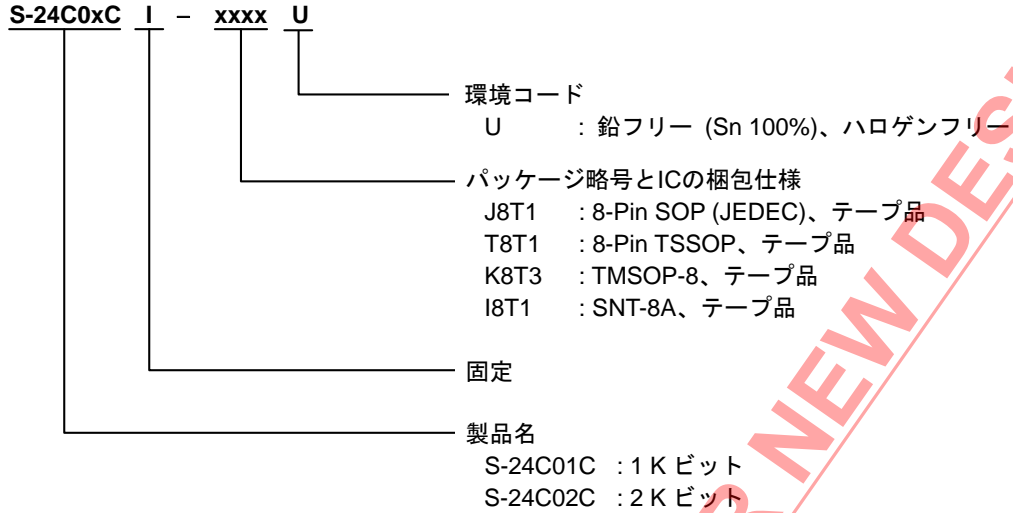 S-24C0xC I – xxxx U
環境コード
U : 鉛フリー (Sn 100%)、ハロゲンフリー
パッケージ略号とICの梱包仕様
J8T1 : 8-Pin SOP (JEDEC)、テープ品
T8T1 : 8-Pin TSSOP、テープ品
K8T3 : TMSOP-8、テープ品
I8T1 : SNT-8A、テープ品
固定
製品名
S-24C01C : 1 K ビット
S-24C02C : 2 K ビット
R NEW DES